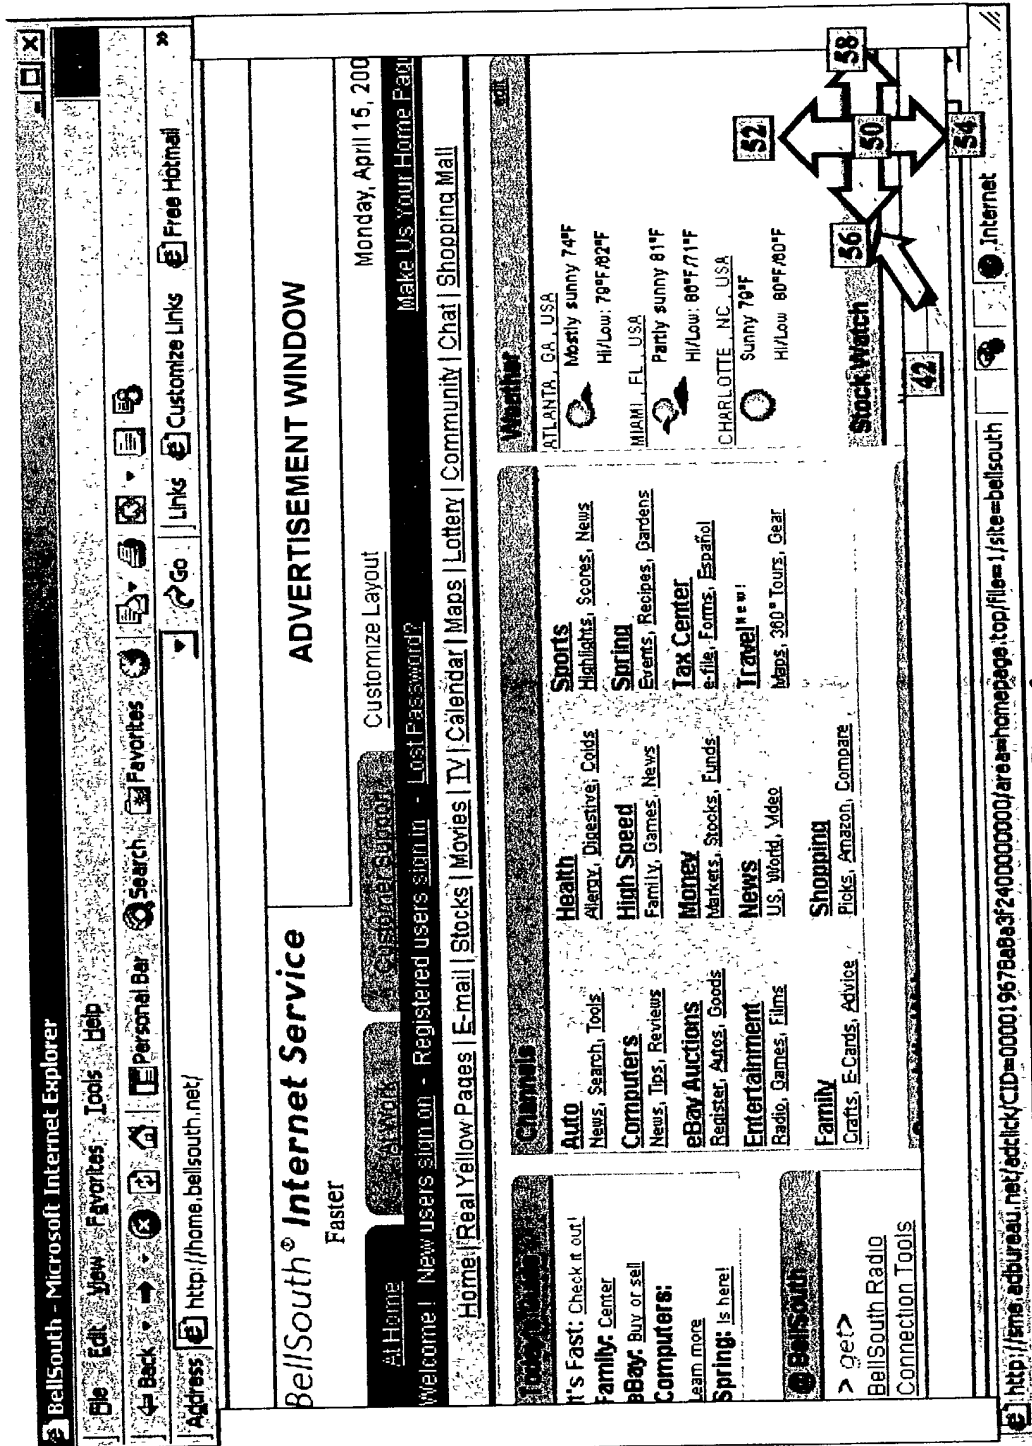 BellSouth - Microsoft Internet Explorer
File Edit View Favorites Tools Help
Back Personal Bar Search Favorites
Address http://home.bellsouth.net/ Go Links Customize Links Free Hotmail »
BellSouth® Internet Service
Faster
ADVERTISEMENT WINDOW
At Home At Work Customer Support Customize Layout Monday, April 15, 200
Welcome! New users sign on - Registered users sign in - Lost Password? Make Us Your Home Page
Home | Real Yellow Pages | E-mail | Stocks | Movies | TV | Calendar | Maps | Lottery | Community | Chat | Shopping Mall
It's Fast: Check it out!
Family: Center
eBay: Buy or sell
Computers:
Learn more
Spring: Is here!
@ BellSouth
> get>
BellSouth Radio
Connection Tools
Channels
Auto
News, Search, Tools
Computers
News, Tips, Reviews
eBay Auctions
Register, Autos, Goods
Entertainment
Radio, Games, Films
Family
Crafts, E-Cards, Advice
Health
Allergy, Digestive, Colds
High Speed
Family, Games, News
Money
Markets, Stocks, Funds
News
US, World, Video
Shopping
Picks, Amazon, Compare
Sports
Highlights, Scores, News
Spring
Events, Recipes, Gardens
Tax Center
e-file, Forms, Español
Travel new!
Maps, 360° Tours, Gear
Weather edit
ATLANTA, GA, USA
Mostly sunny 74°F
Hi/Low: 79°F/62°F
MIAMI, FL, USA
Partly sunny 81°F
Hi/Low: 86°F/71°F
CHARLOTTE, NC, USA
Sunny 79°F
Hi/Low 80°F/60°F
Stock Watch
52
56
50
58
54
42
http://sme.adbureau.net/adclick/CID=000019678a8a3f2400000000/area=homepage.top/file=1/site=bellsouth Internet